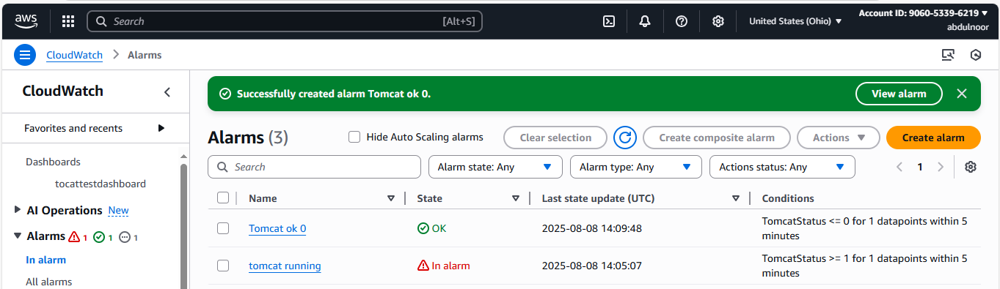 aws
Search [Alt+S]
United States (Ohio)
Account ID: 9060-5339-6219
abdulnoor
CloudWatch
Alarms
CloudWatch
Favorites and recents
Dashboards
tocattestdashboard
AI Operations New
Alarms 1 1 1
In alarm
All alarms
Successfully created alarm Tomcat ok 0.
View alarm
Alarms (3)
Hide Auto Scaling alarms
Clear selection
Create composite alarm
Actions
Create alarm
Search
Alarm state: Any
Alarm type: Any
Actions status: Any
1
Name State Last state update (UTC) Conditions
Tomcat ok 0 OK 2025-08-08 14:09:48 TomcatStatus <= 0 for 1 datapoints within 5
minutes
tomcat running In alarm 2025-08-08 14:05:07 TomcatStatus >= 1 for 1 datapoints within 5
minutes